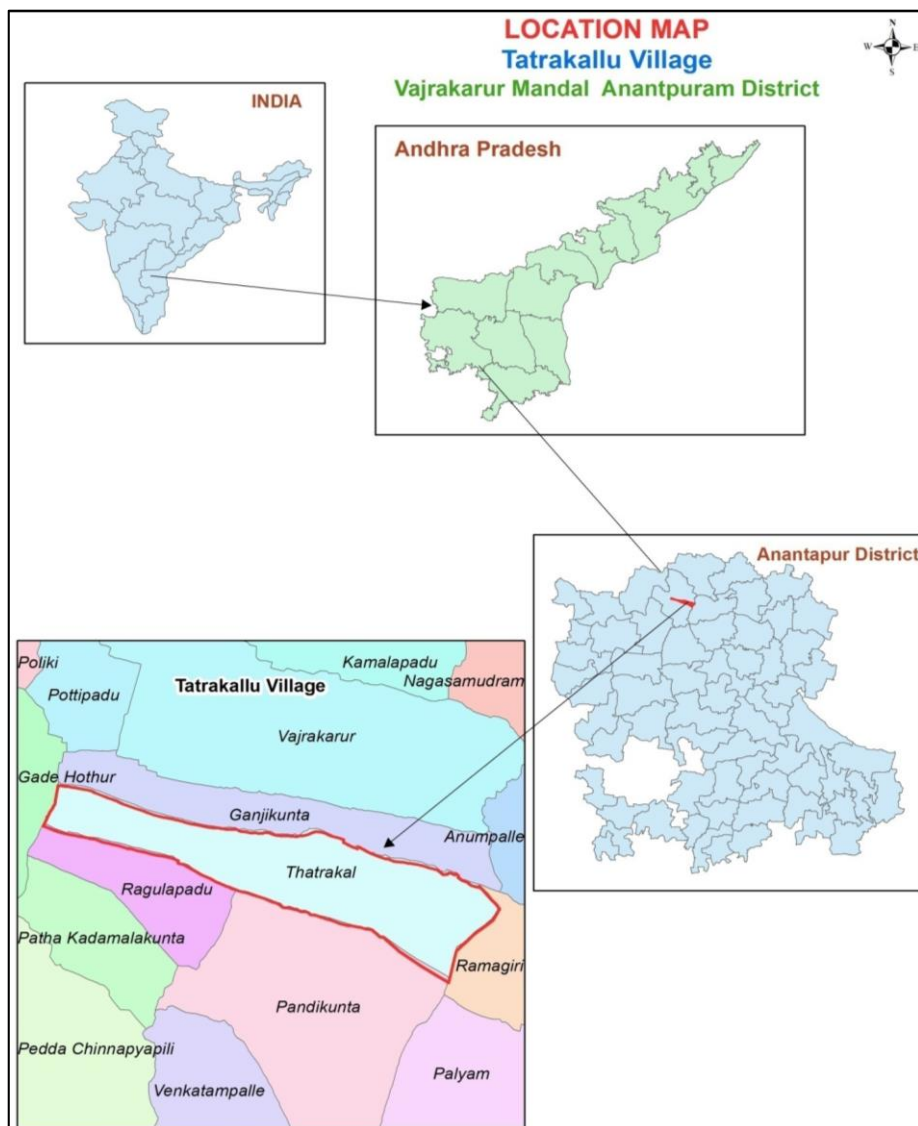 LOCATION MAP
Tatrakallu Village
Vajrakarur Mandal Anantpuram District
N
W E
S
INDIA
Andhra Pradesh
Anantapur District
Poliki
Kamalapadu
Nagasamudram
Tatrakallu Village
Pottipadu
Vajrakarur
Gade Hothur
Ganjikunta
Anumpalle
Thatrakal
Ragulapadu
Patha Kadamalakunta
Ramagiri
Pandikunta
Pedda Chinnapyapili
Palyam
Venkatampalle